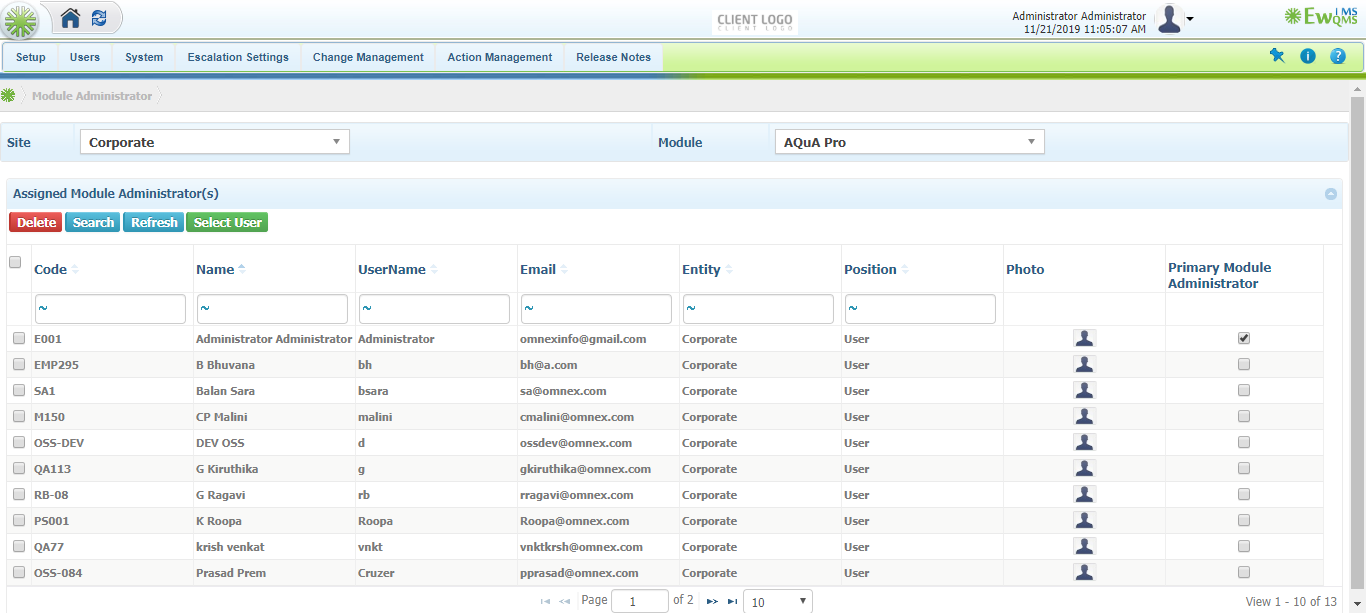 CLIENT LOGO
CLIENT LOGO
Administrator Administrator
11/21/2019 11:05:07 AM
EwQMS iMS
Setup Users System Escalation Settings Change Management Action Management Release Notes
i ?
Module Administrator
Site Corporate Module AQuA Pro
Assigned Module Administrator(s)
Delete Search Refresh Select User
Code Name UserName Email Entity Position Photo Primary Module Administrator
~ ~ ~ ~ ~ ~
E001 Administrator Administrator Administrator omnexinfo@gmail.com Corporate User
EMP295 B Bhuvana bh bh@a.com Corporate User
SA1 Balan Sara bsara sa@omnex.com Corporate User
M150 CP Malini malini cmalini@omnex.com Corporate User
OSS-DEV DEV OSS d ossdev@omnex.com Corporate User
QA113 G Kiruthika g gkiruthika@omnex.com Corporate User
RB-08 G Ragavi rb rragavi@omnex.com Corporate User
PS001 K Roopa Roopa Roopa@omnex.com Corporate User
QA77 krish venkat vnkt vnktkrsh@omnex.com Corporate User
OSS-084 Prasad Prem Cruzer pprasad@omnex.com Corporate User
Page 1 of 2 10 View 1 - 10 of 13